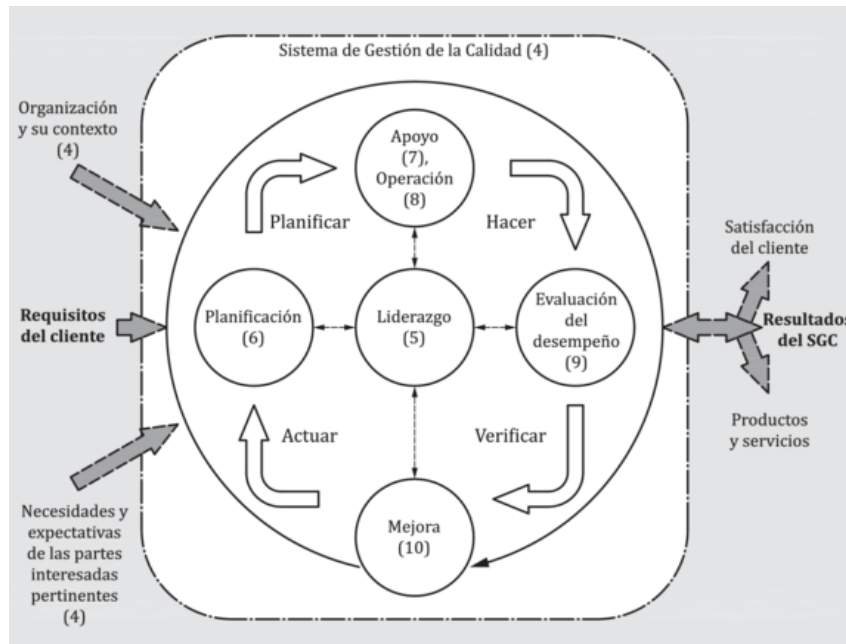 Sistema de Gestión de la Calidad (4)
Organización
y su contexto
(4)
Apoyo
(7),
Operación
(8)
Planificar
Hacer
Satisfacción
del cliente
Requisitos
del cliente
Planificación
(6)
Liderazgo
(5)
Evaluación
del
desempeño
(9)
Resultados
del SGC
Actuar
Verificar
Productos
y servicios
Necesidades y
expectativas
de las partes
interesadas
pertinentes
(4)
Mejora
(10)